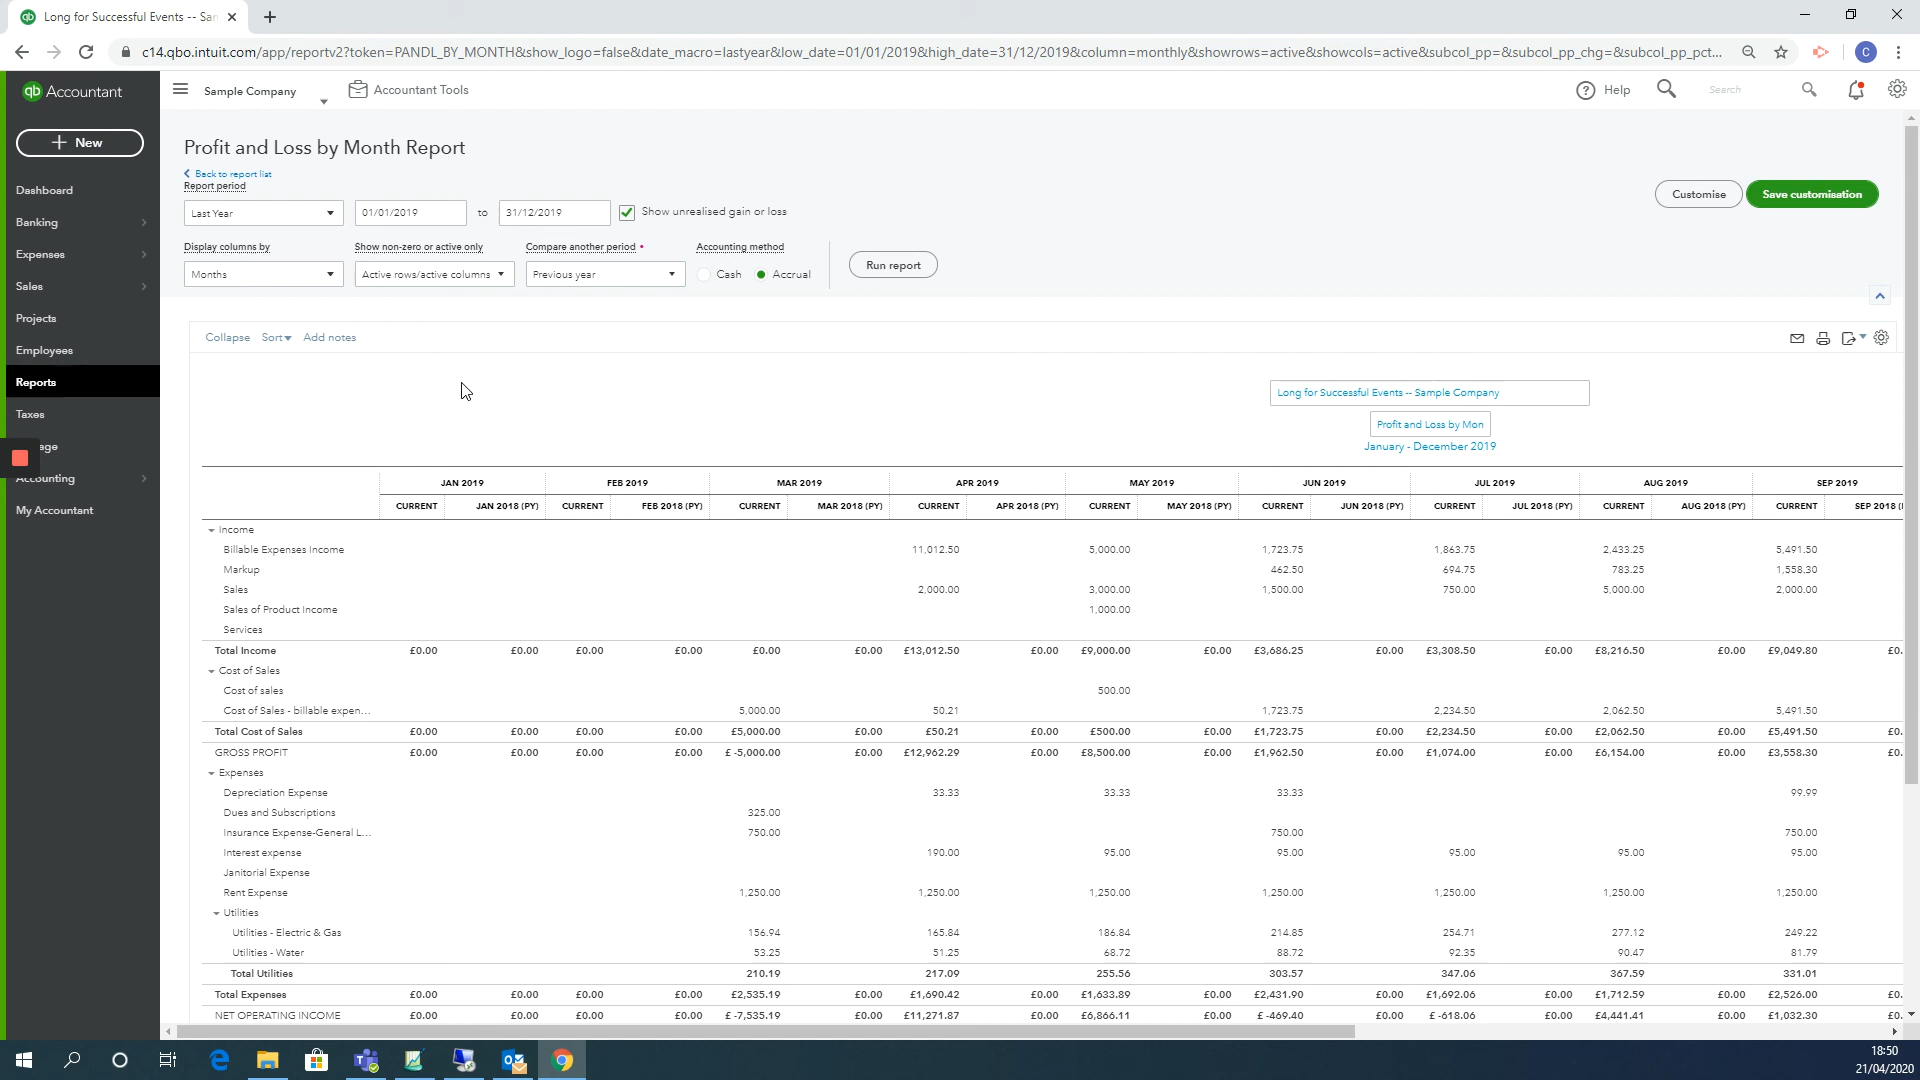 Long for Successful Events -- Sar
c14.qbo.intuit.com/app/reportv2?token=PANDL_BY_MONTH&show_logo=false&date_macro=lastyear&low_date=01/01/2019&high_date=31/12/2019&column=monthly&showrows=active&showcols=active&subcol_pp=&subcol_pp_chg=&subcol_pp_pct... C
qb Accountant Sample Company Accountant Tools Help Search
New
Profit and Loss by Month Report
Back to report list
Report period
Last Year 01/01/2019 to 31/12/2019 Show unrealised gain or loss
Customise Save customisation
Display columns by Show non-zero or active only Compare another period • Accounting method
Months Active rows/active columns Previous year Cash Accrual Run report
Dashboard
Banking
Expenses
Sales
Projects
Employees
Reports
Taxes
age
Accounting
My Accountant
Collapse Sort Add notes
Long for Successful Events -- Sample Company
Profit and Loss by Mon
January - December 2019
JAN 2019 FEB 2019 MAR 2019 APR 2019 MAY 2019 JUN 2019 JUL 2019 AUG 2019 SEP 2019
CURRENT JAN 2018 (PY) CURRENT FEB 2018 (PY) CURRENT MAR 2018 (PY) CURRENT APR 2018 (PY) CURRENT MAY 2018 (PY) CURRENT JUN 2018 (PY) CURRENT JUL 2018 (PY) CURRENT AUG 2018 (PY) CURRENT SEP 2018 (
Income
Billable Expenses Income 11,012.50 5,000.00 1,723.75 1,863.75 2,433.25 5,491.50
Markup 462.50 694.75 783.25 1,558.30
Sales 2,000.00 3,000.00 1,500.00 750.00 5,000.00 2,000.00
Sales of Product Income 1,000.00
Services
Total Income £0.00 £0.00 £0.00 £0.00 £0.00 £0.00 £13,012.50 £0.00 £9,000.00 £0.00 £3,686.25 £0.00 £3,308.50 £0.00 £8,216.50 £0.00 £9,049.80 £0.
Cost of Sales
Cost of sales 500.00
Cost of Sales - billable expen... 5,000.00 50.21 1,723.75 2,234.50 2,062.50 5,491.50
Total Cost of Sales £0.00 £0.00 £0.00 £0.00 £5,000.00 £0.00 £50.21 £0.00 £500.00 £0.00 £1,723.75 £0.00 £2,234.50 £0.00 £2,062.50 £0.00 £5,491.50 £0.
GROSS PROFIT £0.00 £0.00 £0.00 £0.00 £ -5,000.00 £0.00 £12,962.29 £0.00 £8,500.00 £0.00 £1,962.50 £0.00 £1,074.00 £0.00 £6,154.00 £0.00 £3,558.30 £0.
Expenses
Depreciation Expense 33.33 33.33 33.33 99.99
Dues and Subscriptions 325.00
Insurance Expense-General L... 750.00 750.00 750.00
Interest expense 190.00 95.00 95.00 95.00 95.00 95.00
Janitorial Expense
Rent Expense 1,250.00 1,250.00 1,250.00 1,250.00 1,250.00 1,250.00 1,250.00
Utilities
Utilities - Electric & Gas 156.94 165.84 186.84 214.85 254.71 277.12 249.22
Utilities - Water 53.25 51.25 68.72 88.72 92.35 90.47 81.79
Total Utilities 210.19 217.09 255.56 303.57 347.06 367.59 331.01
Total Expenses £0.00 £0.00 £0.00 £0.00 £2,535.19 £0.00 £1,690.42 £0.00 £1,633.89 £0.00 £2,431.90 £0.00 £1,692.06 £0.00 £1,712.59 £0.00 £2,526.00 £0.
NET OPERATING INCOME £0.00 £0.00 £0.00 £0.00 £ -7,535.19 £0.00 £11,271.87 £0.00 £6,866.11 £0.00 £ -469.40 £0.00 £ -618.06 £0.00 £4,441.41 £0.00 £1,032.30 £0.
18:50
21/04/2020